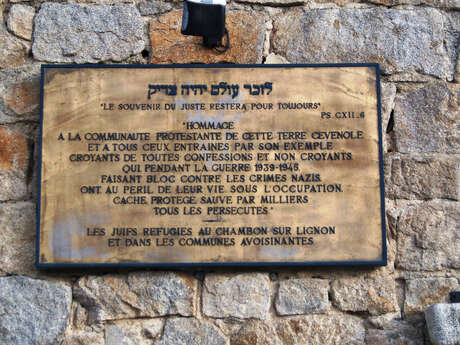 לזכר עולם יהיה צדיק
"LE SOUVENIR DU JUSTE RESTERA POUR TOUJOURS"
PS. CXII.6
"HOMMAGE
A LA COMMUNAUTE PROTESTANTE DE CETTE TERRE CEVENOLE
ET A TOUS CEUX ENTRAINES PAR SON EXEMPLE
CROYANTS DE TOUTES CONFESSIONS ET NON CROYANTS.
QUI PENDANT LA GUERRE 1939-1945
FAISANT BLOC CONTRE LES CRIMES NAZIS.
ONT AU PERIL DE LEUR VIE SOUS L'OCCUPATION.
CACHE, PROTEGE, SAUVE PAR MILLIERS
TOUS LES PERSECUTES."
LES JUIFS REFUGIES AU CHAMBON SUR LIGNON
ET DANS LES COMMUNES AVOISINANTES.